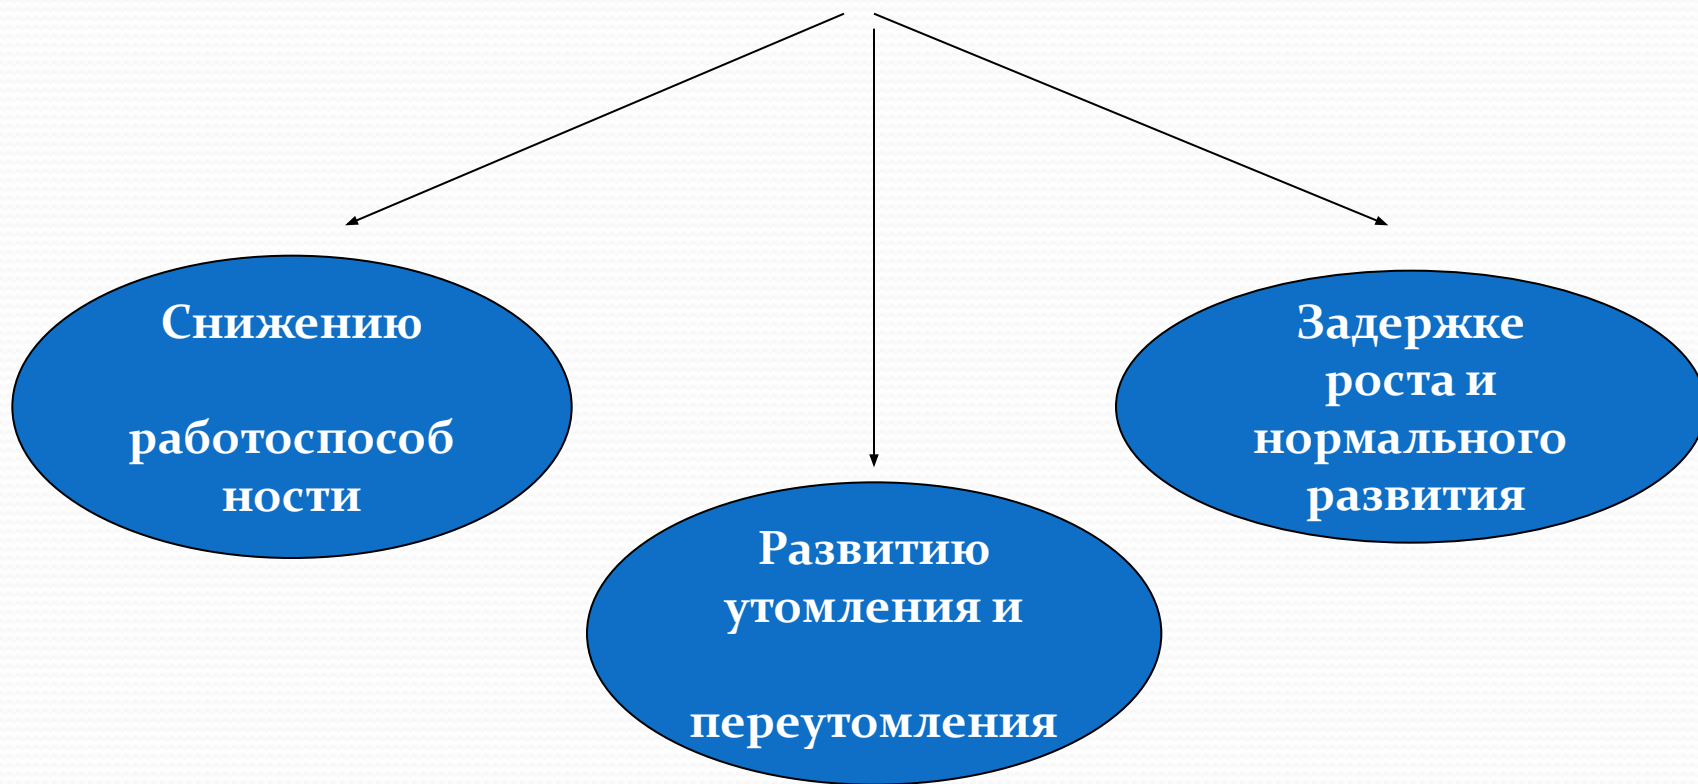 Снижению
работоспособ
ности
Развитию
утомления и
переутомления
Задержке
роста и
нормального
развития